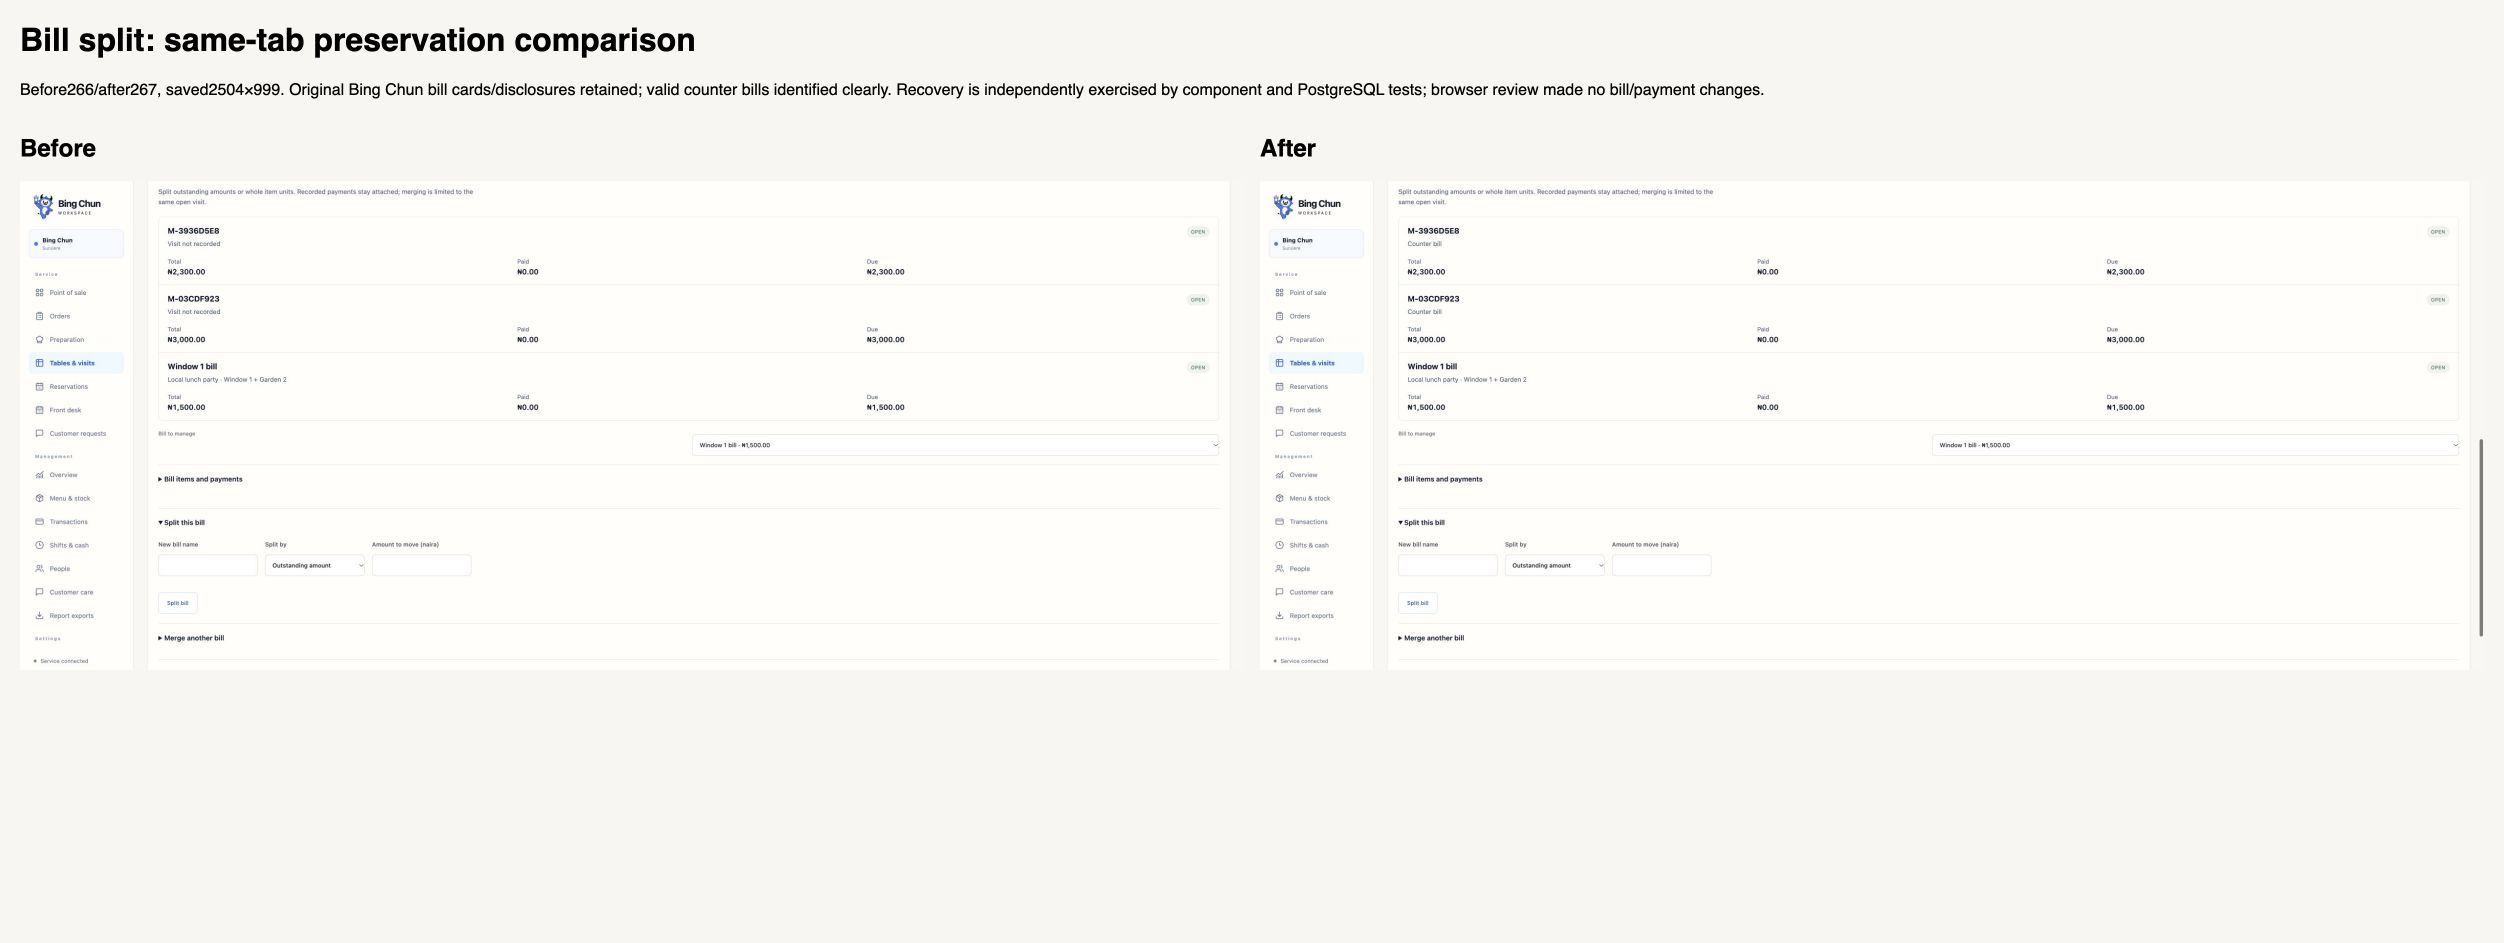 Bill split: same-tab preservation comparison
Before266/after267, saved2504×999. Original Bing Chun bill cards/disclosures retained; valid counter bills identified clearly. Recovery is independently exercised by component and PostgreSQL tests; browser review made no bill/payment changes.
Before
Bing Chun
WORKSPACE
Bing Chun
Surulere
Service
Point of sale
Orders
Preparation
Tables & visits
Reservations
Front desk
Customer requests
Management
Overview
Menu & stock
Transactions
Shifts & cash
People
Customer care
Report exports
Settings
Service connected
Split outstanding amounts or whole item units. Recorded payments stay attached; merging is limited to the
same open visit.
M-3936D5E8
OPEN
Visit not recorded
Total Paid Due
₦2,300.00 ₦0.00 ₦2,300.00
M-03CDF923
OPEN
Visit not recorded
Total Paid Due
₦3,000.00 ₦0.00 ₦3,000.00
Window 1 bill
OPEN
Local lunch party · Window 1 + Garden 2
Total Paid Due
₦1,500.00 ₦0.00 ₦1,500.00
Bill to manage
Window 1 bill · ₦1,500.00
Bill items and payments
Split this bill
New bill name Split by Amount to move (naira)
Outstanding amount
Split bill
Merge another bill
After
Bing Chun
WORKSPACE
Bing Chun
Surulere
Service
Point of sale
Orders
Preparation
Tables & visits
Reservations
Front desk
Customer requests
Management
Overview
Menu & stock
Transactions
Shifts & cash
People
Customer care
Report exports
Settings
Service connected
Split outstanding amounts or whole item units. Recorded payments stay attached; merging is limited to the
same open visit.
M-3936D5E8
OPEN
Counter bill
Total Paid Due
₦2,300.00 ₦0.00 ₦2,300.00
M-03CDF923
OPEN
Counter bill
Total Paid Due
₦3,000.00 ₦0.00 ₦3,000.00
Window 1 bill
OPEN
Local lunch party · Window 1 + Garden 2
Total Paid Due
₦1,500.00 ₦0.00 ₦1,500.00
Bill to manage
Window 1 bill · ₦1,500.00
Bill items and payments
Split this bill
New bill name Split by Amount to move (naira)
Outstanding amount
Split bill
Merge another bill